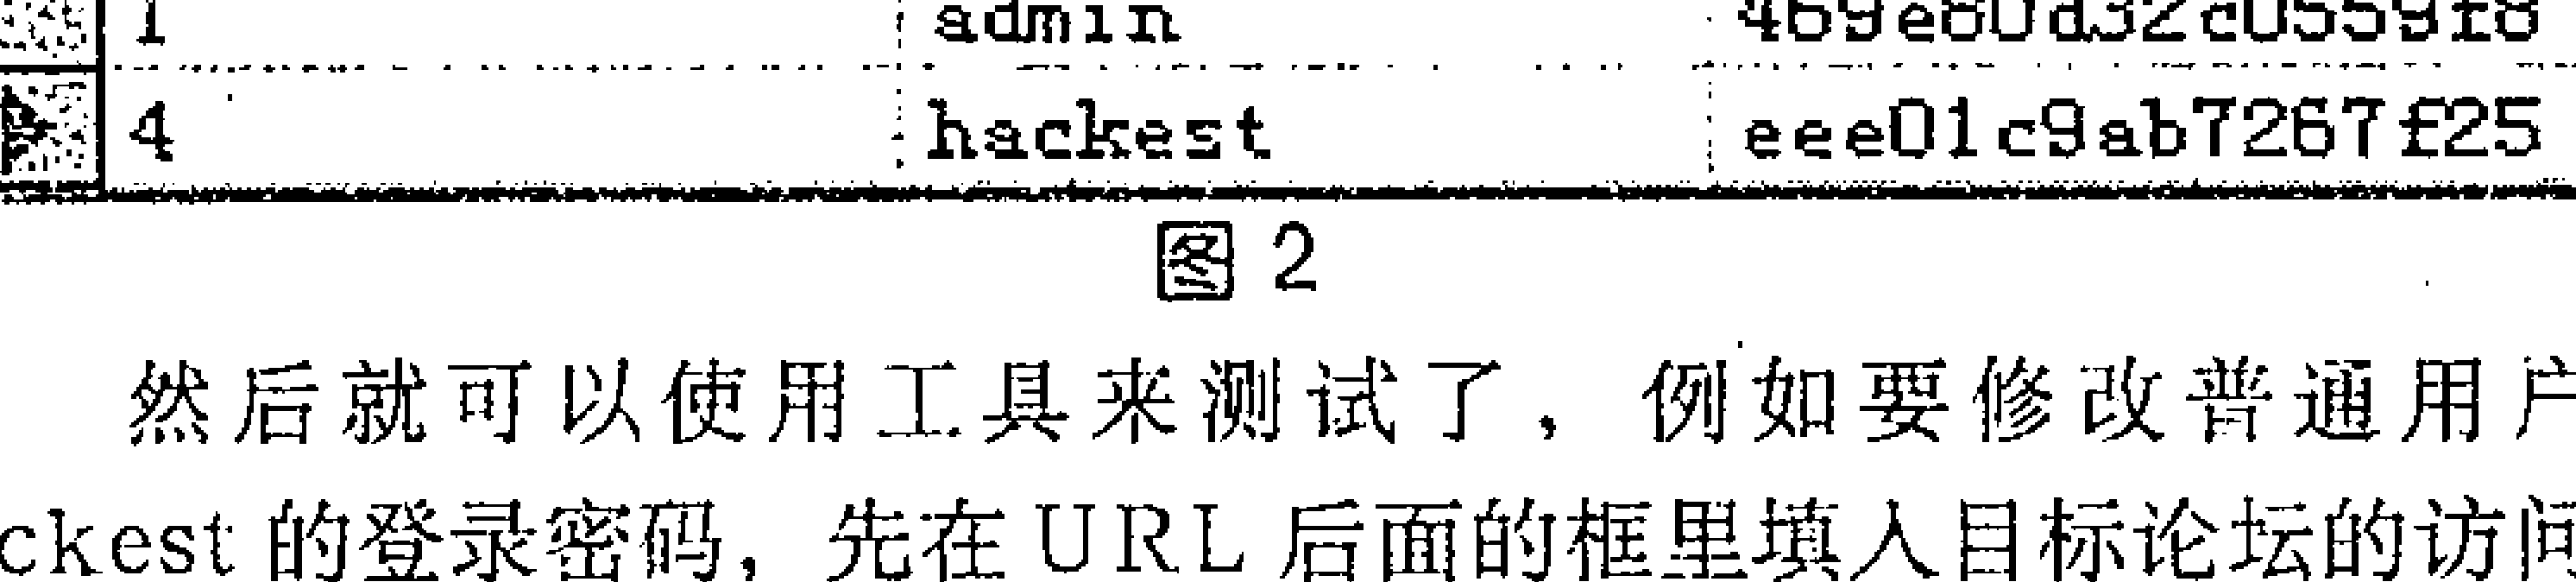 1 admin 469e80d32c0559f8
4 hackest eee01c9ab7267f25
图 2
然后就可以使用工具来测试了，例如要修改普通用户
ckest 的登录密码，先在 URL 后面的框里填入目标论坛的访问